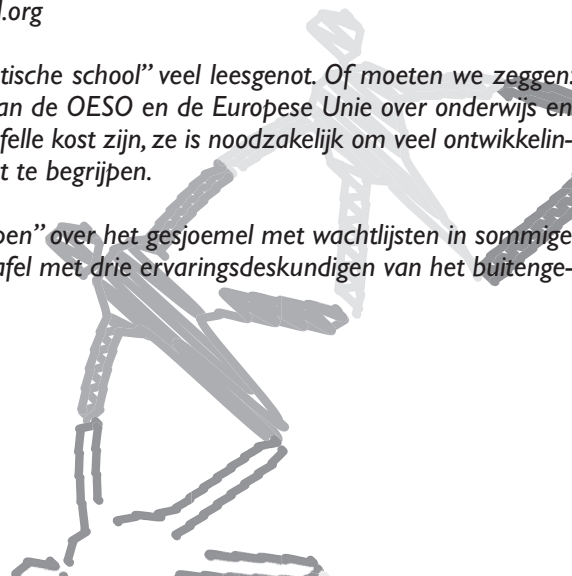 l.org
tische school” veel leesgenot. Of moeten we zeggen:
an de OESO en de Europese Unie over onderwijs en
felle kost zijn, ze is noodzakelijk om veel ontwikkelin-
t te begrijpen.
pen” over het gesjoemel met wachtlijsten in sommige
afel met drie ervaringsdeskundigen van het buitenge-